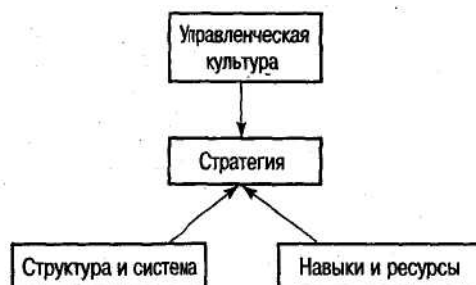 Управленческая
культура
Стратегия
Структура и система
Навыки и ресурсы